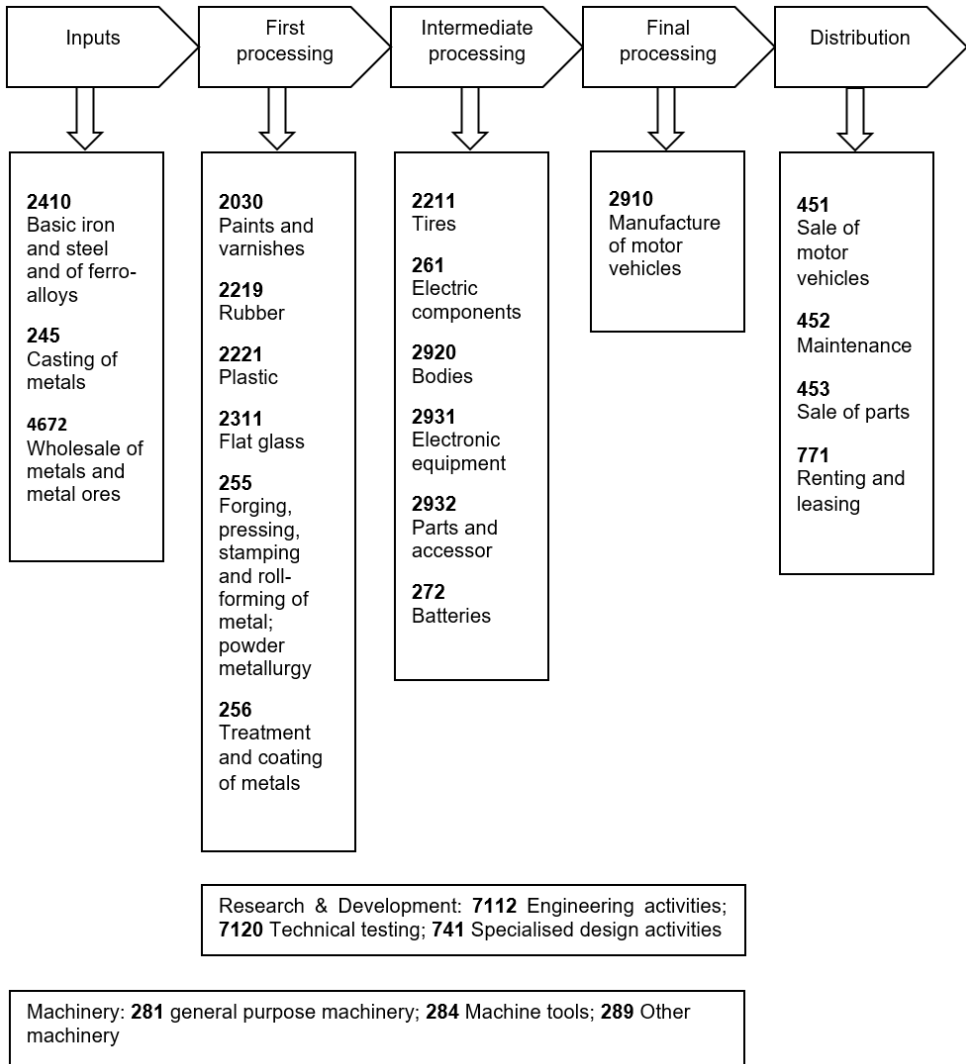 Inputs
First
processing
Intermediate
processing
Final
processing
Distribution
2410
Basic iron
and steel
and of ferro-
alloys
245
Casting of
metals
4672
Wholesale of
metals and
metal ores
2030
Paints and
varnishes
2219
Rubber
2221
Plastic
2311
Flat glass
255
Forging,
pressing,
stamping
and roll-
forming of
metal;
powder
metallurgy
256
Treatment
and coating
of metals
2211
Tires
261
Electric
components
2920
Bodies
2931
Electronic
equipment
2932
Parts and
accessor
272
Batteries
2910
Manufacture
of motor
vehicles
451
Sale of
motor
vehicles
452
Maintenance
453
Sale of parts
771
Renting and
leasing
Research & Development: 7112 Engineering activities;
7120 Technical testing; 741 Specialised design activities
Machinery: 281 general purpose machinery; 284 Machine tools; 289 Other
machinery